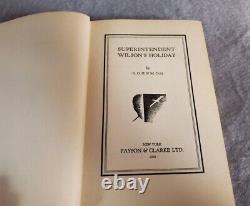 SUPERINTENDENT
WILSON'S HOLIDAY
by
G. D. H. & M. Cole
NEW YORK
PAYSON & CLARKE LTD.